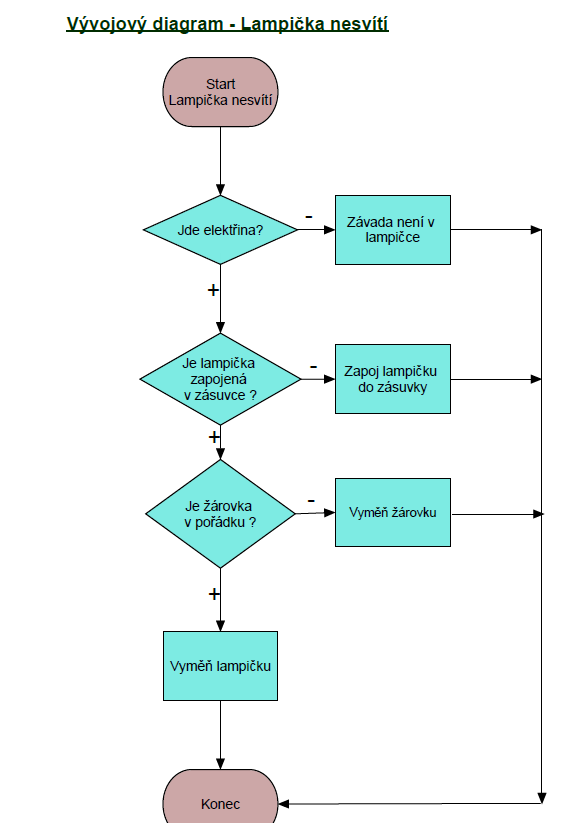 Vývojový diagram - Lampička nesvítí
Start
Lampička nesvítí
Jde elektřina?
-
Závada není v
lampičce
+
Je lampička
zapojená
v zásuvce ?
-
Zapoj lampičku
do zásuvky
+
Je žárovka
v pořádku ?
-
Vyměň žárovku
+
Vyměň lampičku
Konec